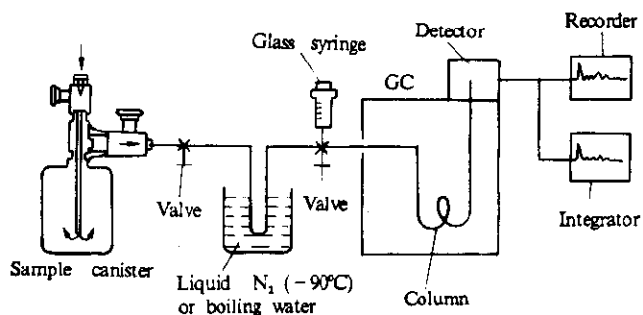 Recorder
Detector
Glass syringe
GC
Valve
Valve
Integrator
Sample canister
Liquid N₂ (-90°C)
or boiling water
Column